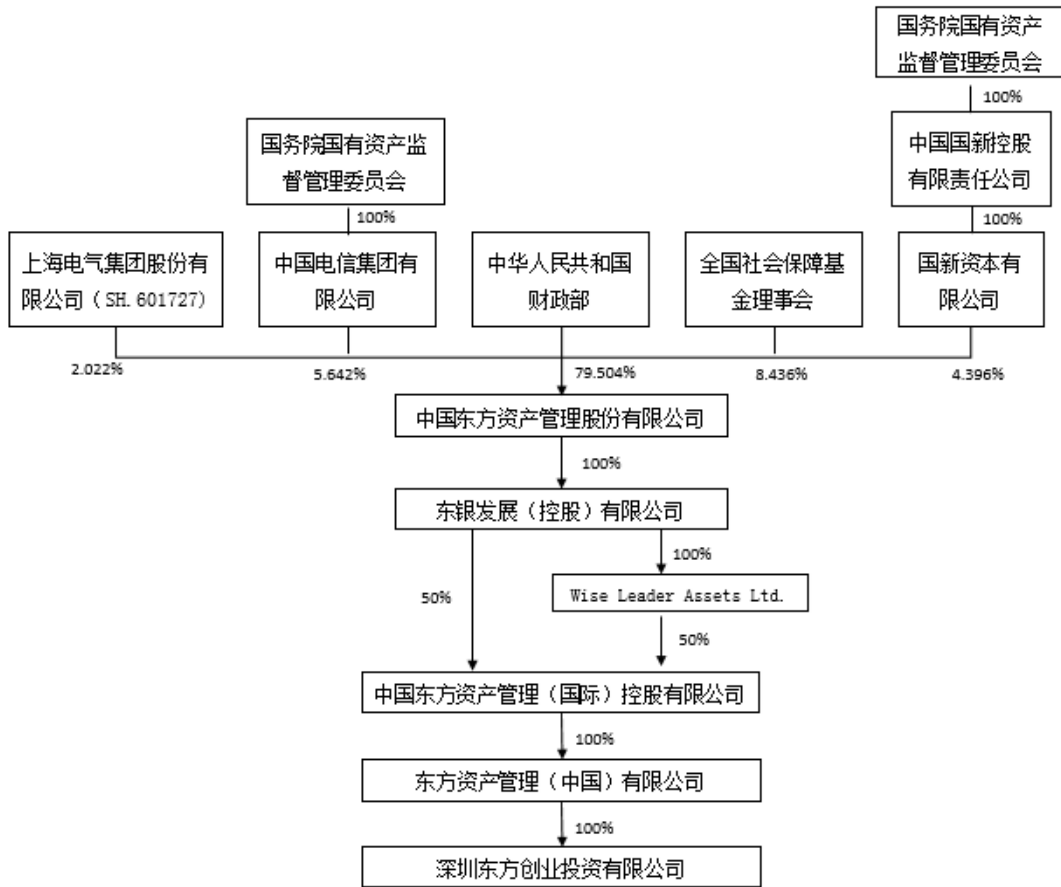 国务院国有资产
监督管理委员会
100%
国务院国有资产监
督管理委员会
中国国新控股
有限责任公司
100%
100%
上海电气集团股份有
限公司（SH.601727）
中国电信集团有
限公司
中华人民共和国
财政部
全国社会保障基
金理事会
国新资本有
限公司
2.022%
5.642%
79.504%
8.436%
4.396%
中国东方资产管理股份有限公司
100%
东银发展（控股）有限公司
100%
50%
Wise Leader Assets Ltd.
50%
中国东方资产管理（国际）控股有限公司
100%
东方资产管理（中国）有限公司
100%
深圳东方创业投资有限公司